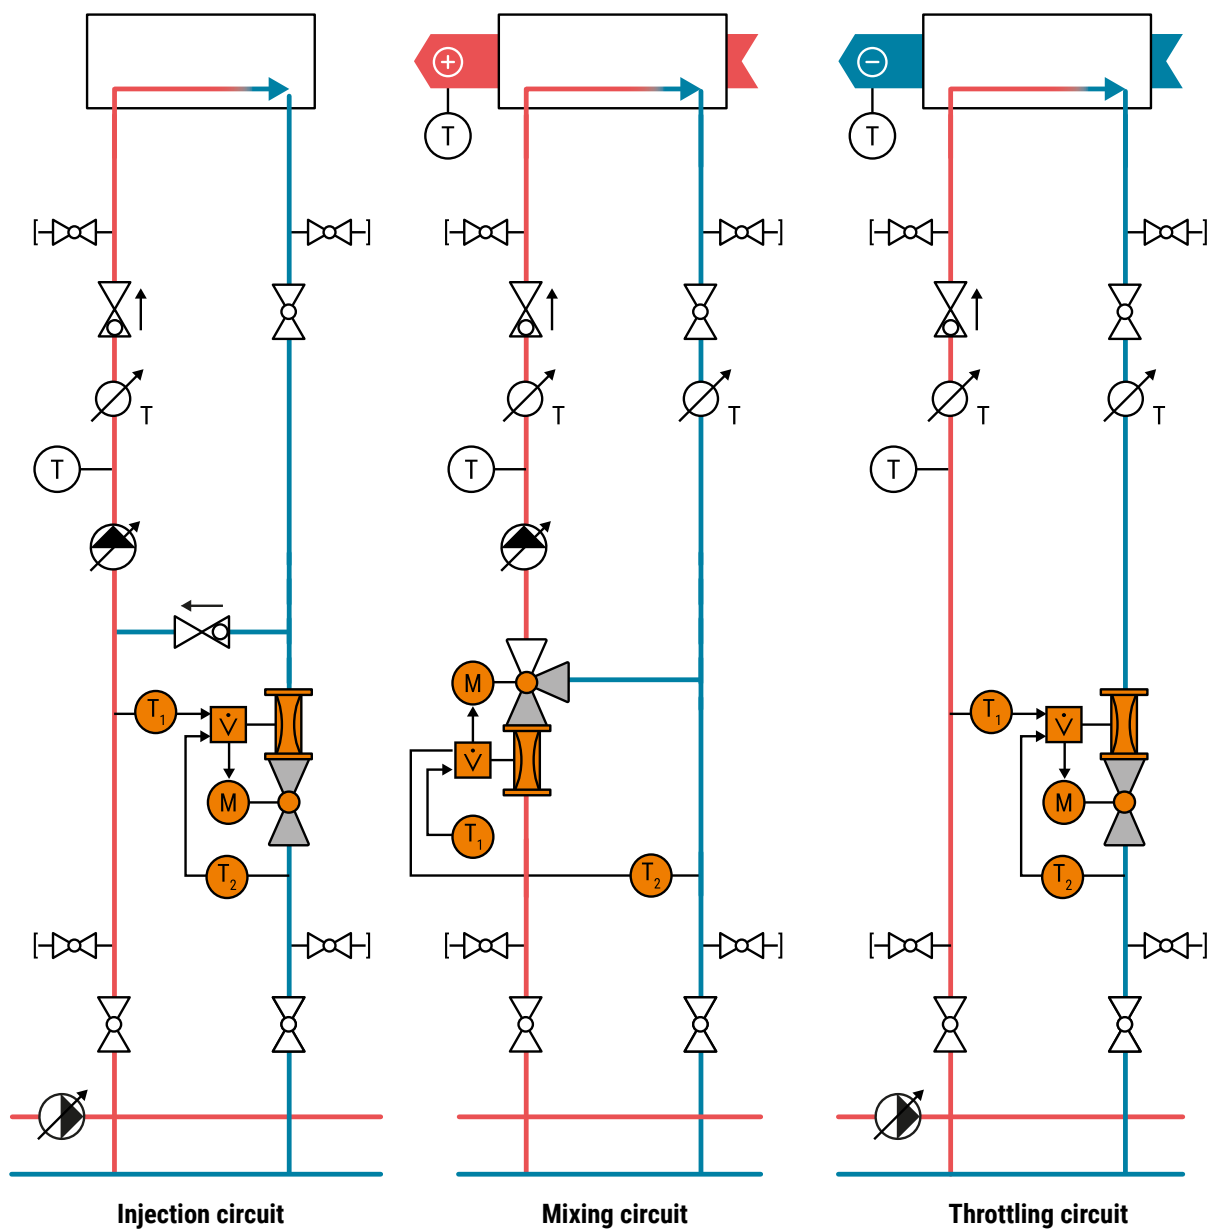 +
−
T
T
T
T
T
T
T
T
T
T
M
T1
V̇
T1
V̇
V̇
M
M
T1
T2
T2
T2
Injection circuit
Mixing circuit
Throttling circuit